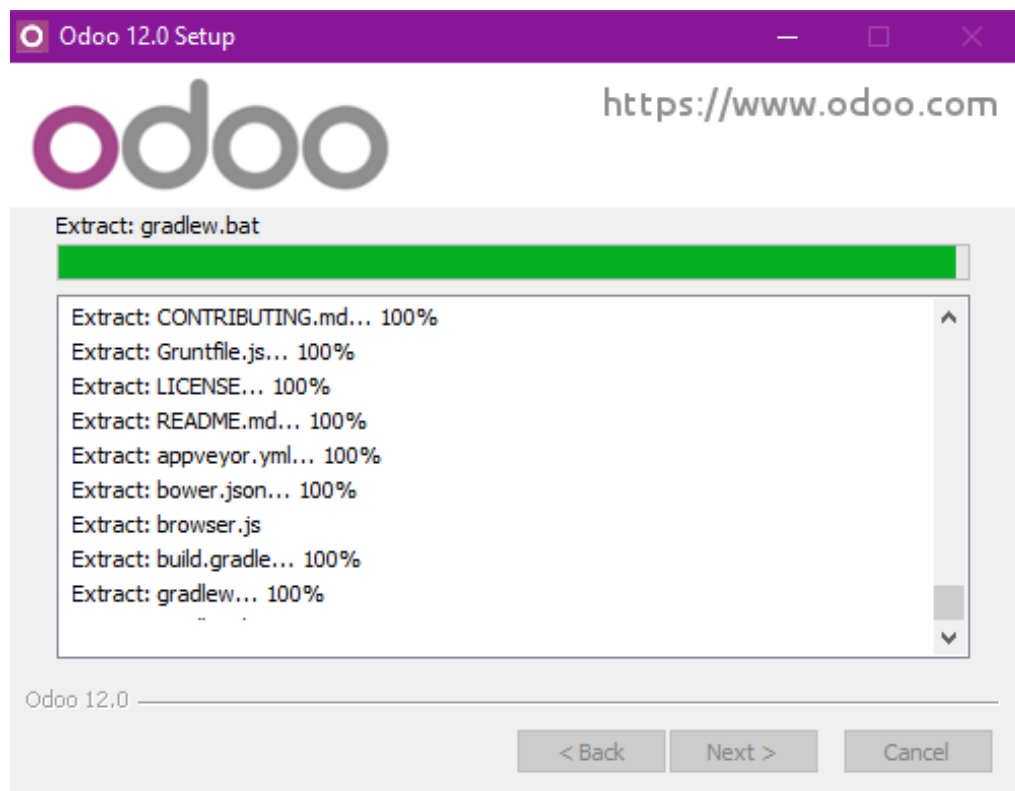 Odoo 12.0 Setup
odoo
https://www.odoo.com
Extract: gradlew.bat
Extract: CONTRIBUTING.md... 100%
Extract: Gruntfile.js... 100%
Extract: LICENSE... 100%
Extract: README.md... 100%
Extract: appveyor.yml... 100%
Extract: bower.json... 100%
Extract: browser.js
Extract: build.gradle... 100%
Extract: gradlew... 100%
Odoo 12.0
< Back Next > Cancel